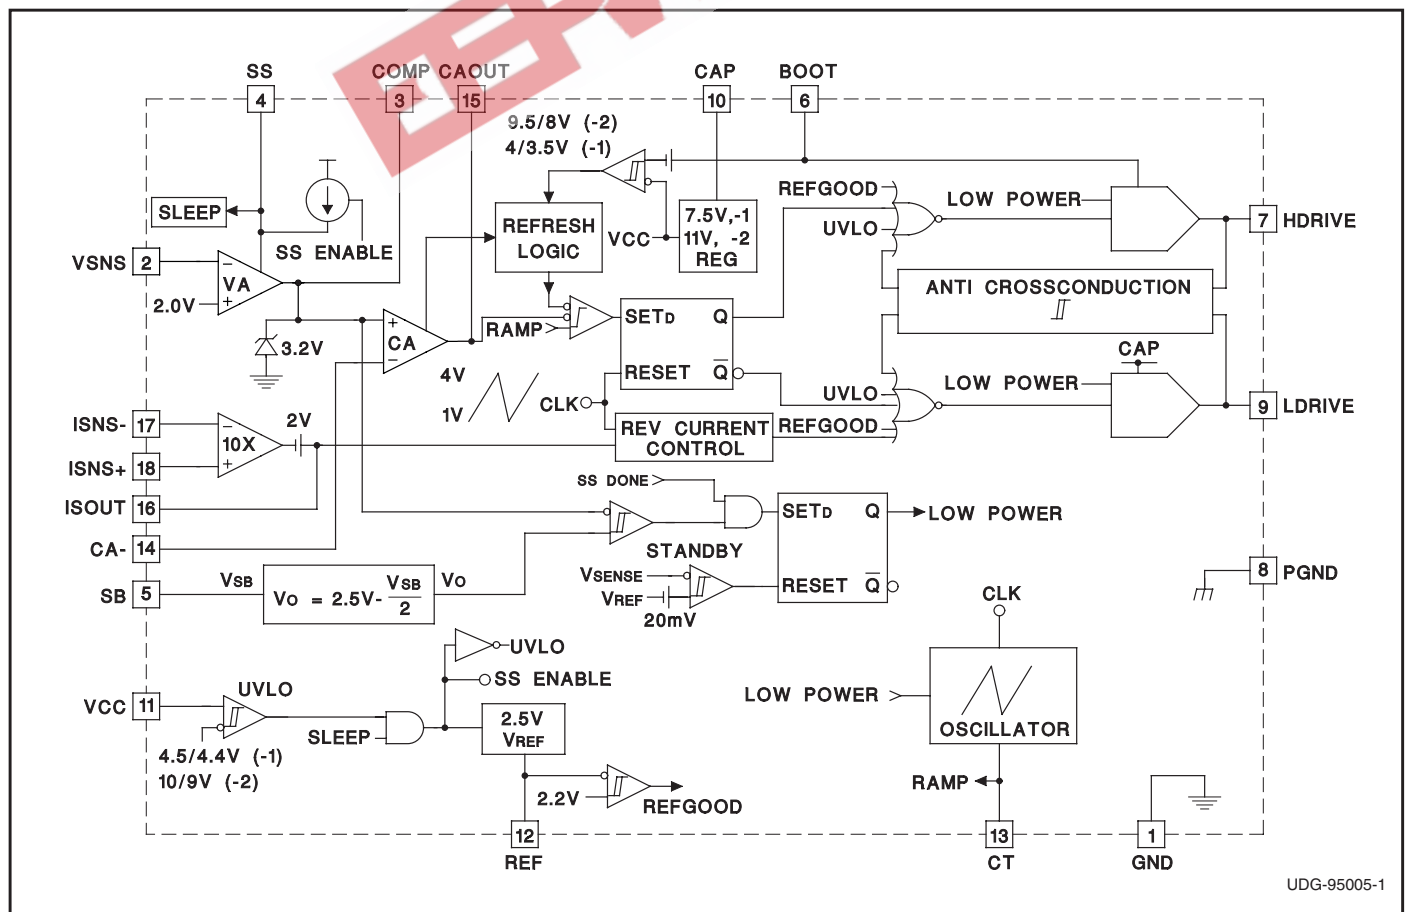 SS
COMP
CAOUT
CAP
BOOT
4
3
15
10
6
9.5/8V (-2)
4/3.5V (-1)
REFGOOD
LOW POWER
SLEEP
REFRESH
LOGIC
7.5V,-1
11V, -2
REG
VCC
UVLO
7
HDRIVE
SS ENABLE
VSNS
2
-
VA
+
2.0V
ANTI CROSSCONDUCTION
RAMP
SETD
Q
3.2V
+
CA
-
CAP
4V
RESET
Q
LOW POWER
1V
CLK
UVLO
9
LDRIVE
ISNS-
17
-
2V
10X
REV CURRENT
CONTROL
REFGOOD
ISNS+
18
+
ISOUT
16
SS DONE
SETD
Q
LOW POWER
CA-
14
STANDBY
SB
5
VSB
VO = 2.5V- VSB
2
VO
VSENSE
RESET
Q
VREF
20mV
8
PGND
CLK
UVLO
SS ENABLE
UVLO
VCC
11
LOW POWER
OSCILLATOR
2.5V
VREF
SLEEP
4.5/4.4V (-1)
10/9V (-2)
RAMP
2.2V
REFGOOD
12
REF
13
CT
1
GND
UDG-95005-1